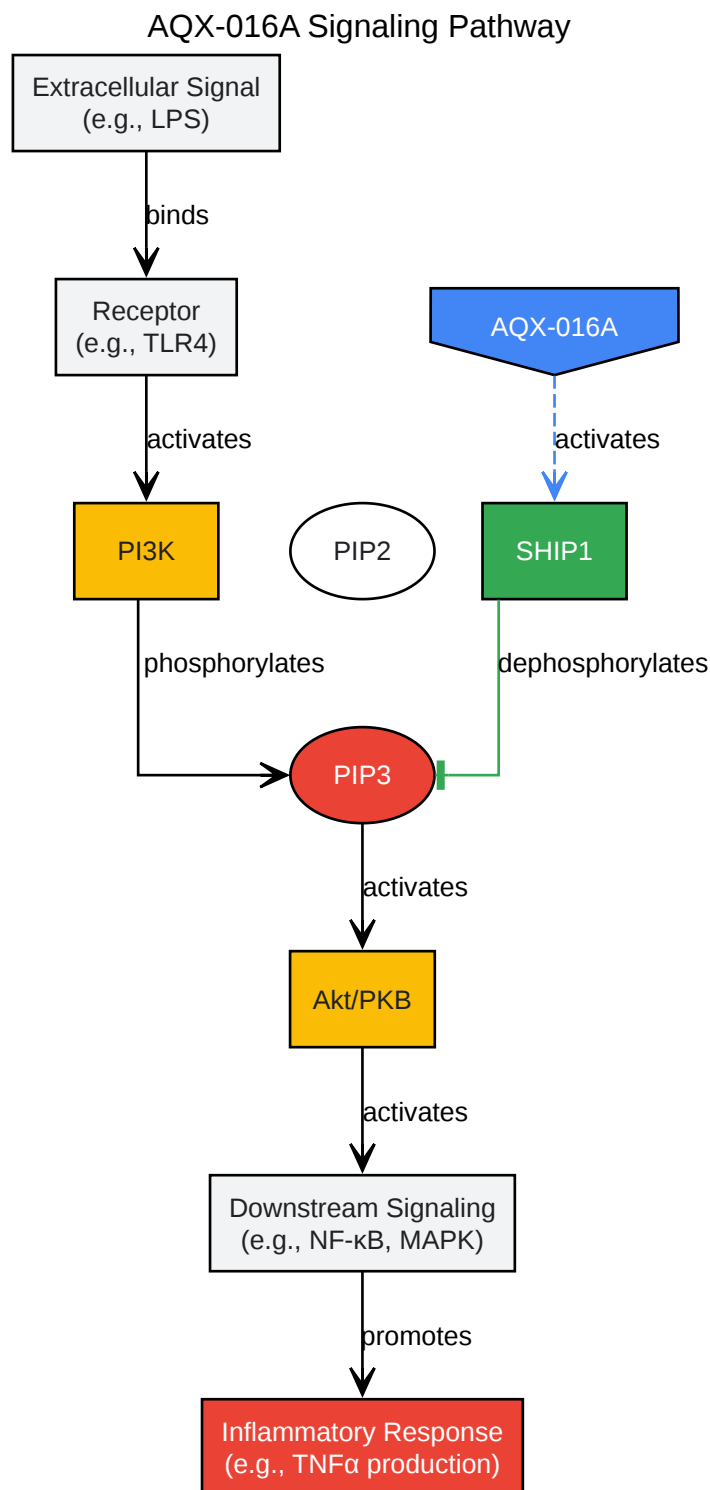 AQX-016A Signaling Pathway
Extracellular Signal
(e.g., LPS)
binds
Receptor
(e.g., TLR4)
AQX-016A
activates
activates
PI3K
PIP2
SHIP1
phosphorylates
dephosphorylates
PIP3
activates
Akt/PKB
activates
Downstream Signaling
(e.g., NF-κB, MAPK)
promotes
Inflammatory Response
(e.g., TNFα production)